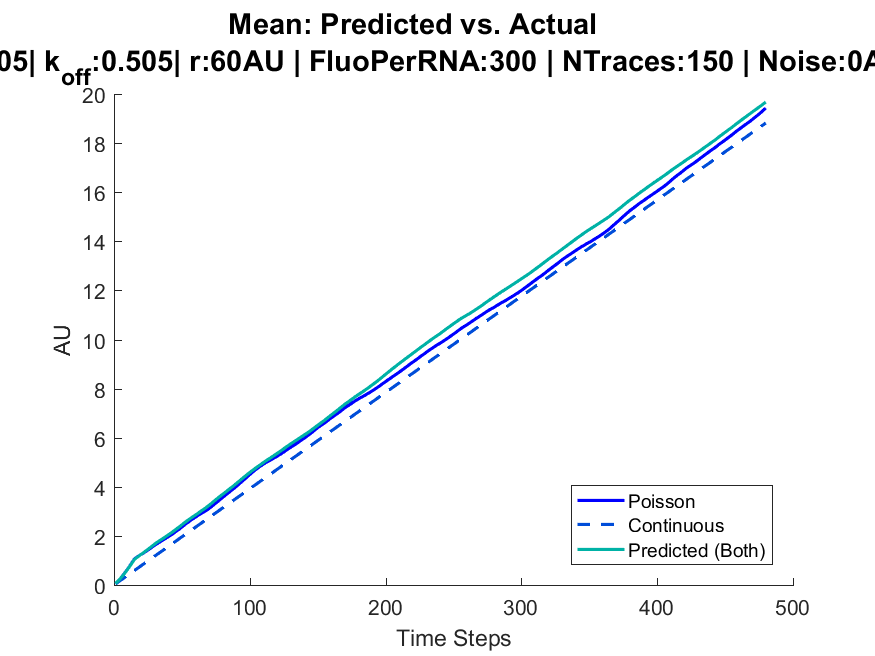 Mean: Predicted vs. Actual
05| k_off:0.505| r:60AU | FluoPerRNA:300 | NTraces:150 | Noise:0A
20
18
16
14
12
10
8
6
4
2
0
AU
0 100 200 300 400 500
Time Steps
Poisson
Continuous
Predicted (Both)